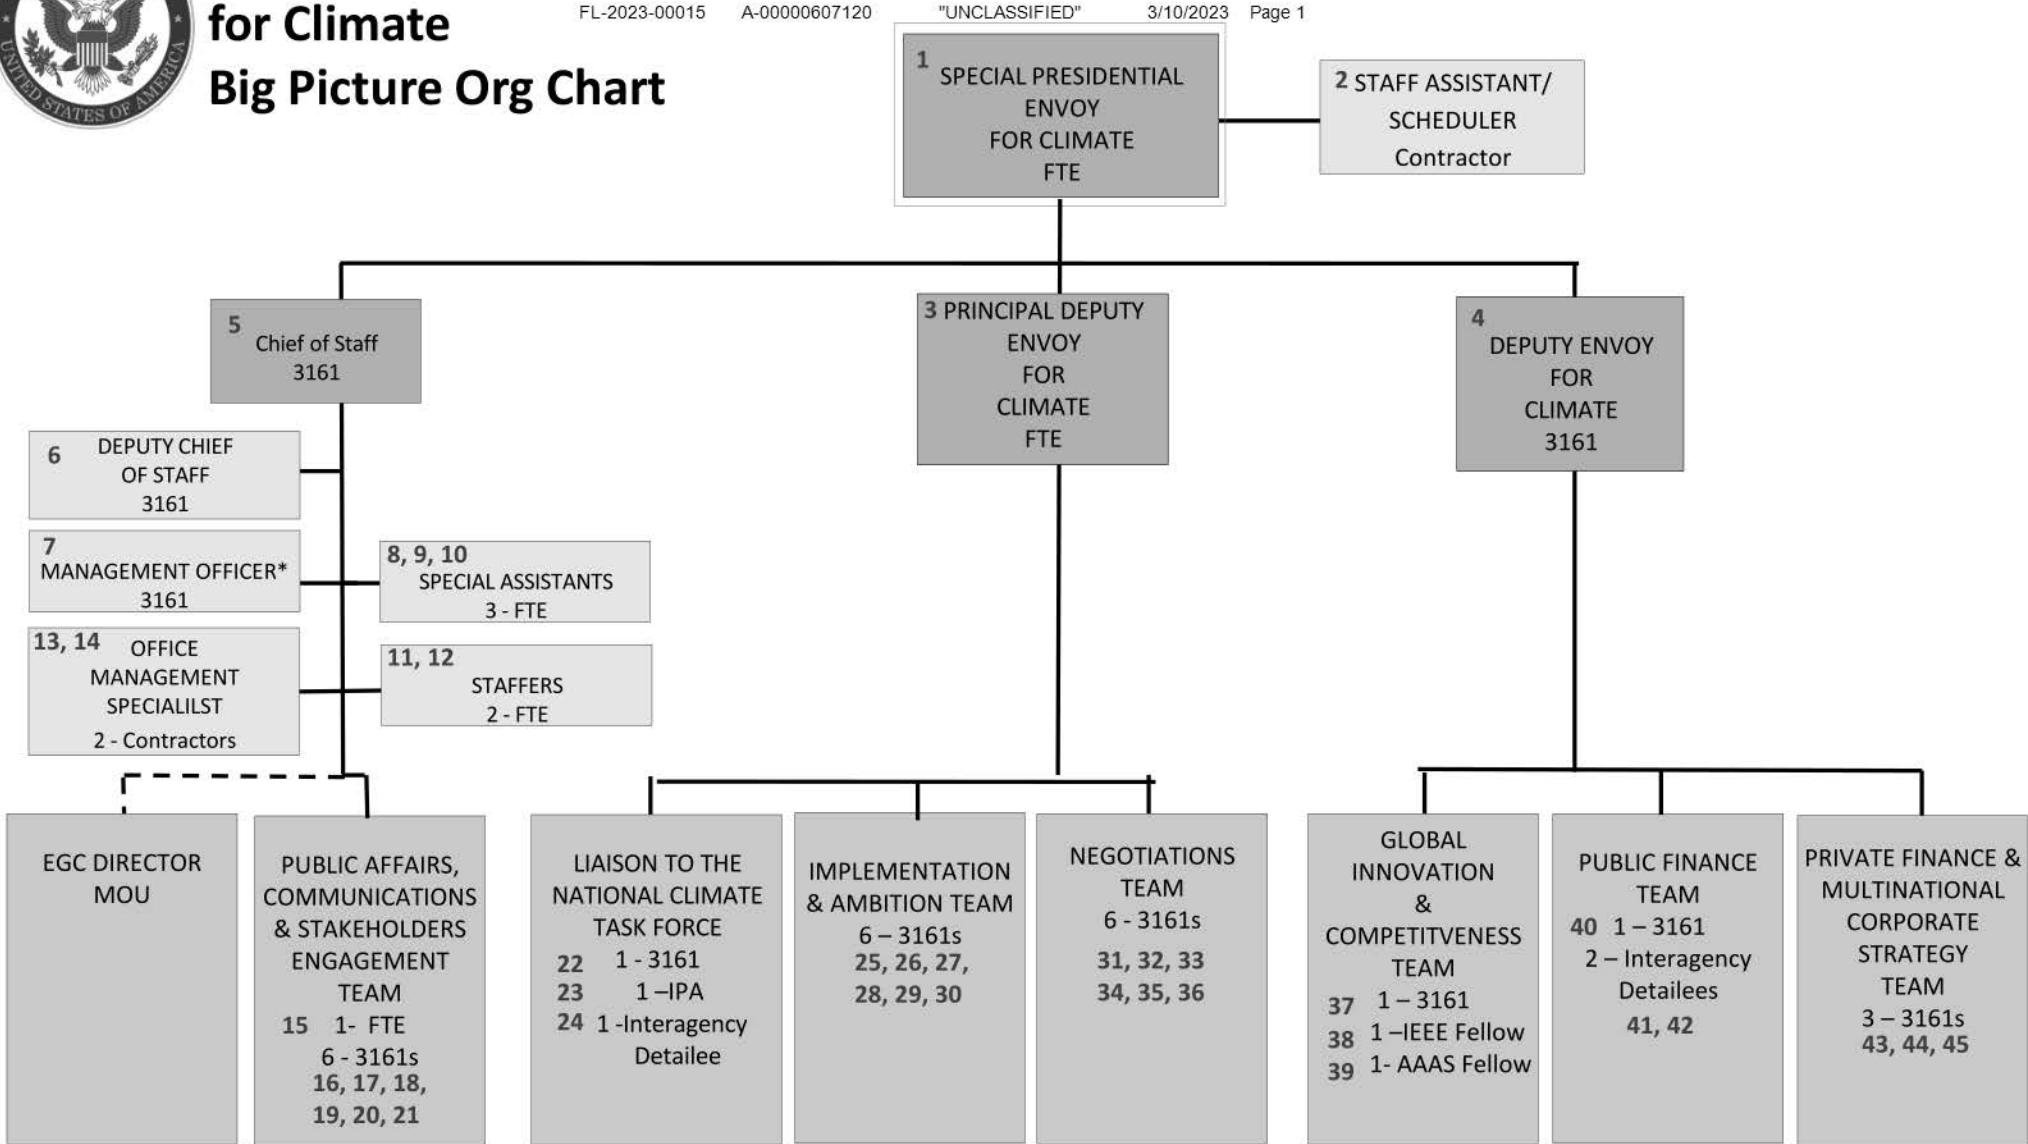 FL-2023-00015 A-00000607120 "UNCLASSIFIED" 3/10/2023 Page 1
UNITED STATES OF AMERICA
for Climate
Big Picture Org Chart
1
SPECIAL PRESIDENTIAL
ENVOY
FOR CLIMATE
FTE
2 STAFF ASSISTANT/
SCHEDULER
Contractor
5
Chief of Staff
3161
3 PRINCIPAL DEPUTY
ENVOY
FOR
CLIMATE
FTE
4
DEPUTY ENVOY
FOR
CLIMATE
3161
6 DEPUTY CHIEF
OF STAFF
3161
7
MANAGEMENT OFFICER*
3161
8, 9, 10
SPECIAL ASSISTANTS
3 - FTE
13, 14 OFFICE
MANAGEMENT
SPECIALILST
2 - Contractors
11, 12
STAFFERS
2 - FTE
EGC DIRECTOR
MOU
PUBLIC AFFAIRS,
COMMUNICATIONS
& STAKEHOLDERS
ENGAGEMENT
TEAM
15 1- FTE
6 - 3161s
16, 17, 18,
19, 20, 21
LIAISON TO THE
NATIONAL CLIMATE
TASK FORCE
22 1 - 3161
23 1 –IPA
24 1 -Interagency
Detailee
IMPLEMENTATION
& AMBITION TEAM
6 – 3161s
25, 26, 27,
28, 29, 30
NEGOTIATIONS
TEAM
6 - 3161s
31, 32, 33
34, 35, 36
GLOBAL
INNOVATION
&
COMPETITVENESS
TEAM
37 1 – 3161
38 1 –IEEE Fellow
39 1- AAAS Fellow
PUBLIC FINANCE
TEAM
40 1 – 3161
2 – Interagency
Detailees
41, 42
PRIVATE FINANCE &
MULTINATIONAL
CORPORATE
STRATEGY
TEAM
3 – 3161s
43, 44, 45